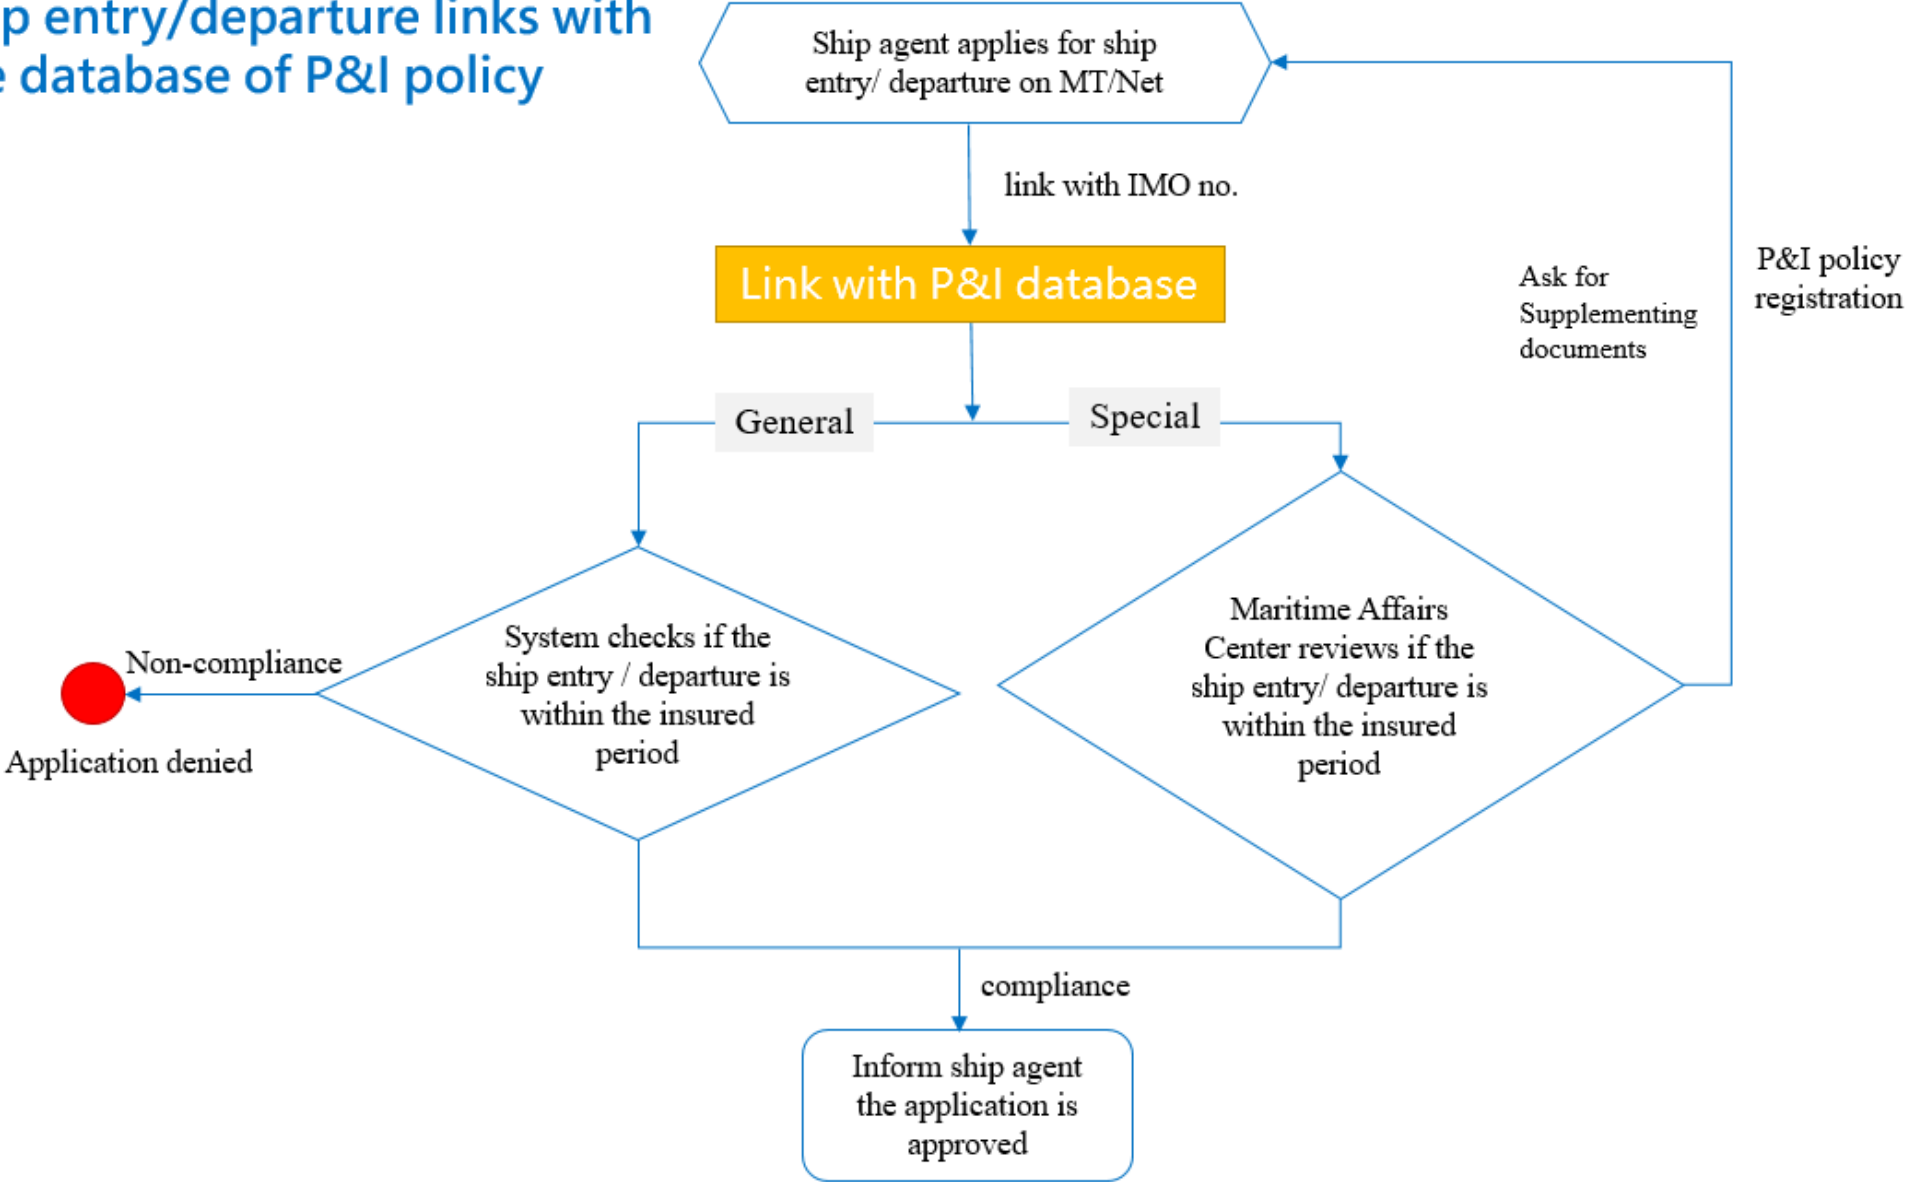 p entry/departure links with
e database of P&I policy
Ship agent applies for ship
entry/ departure on MT/Net
link with IMO no.
Link with P&I database
Ask for
Supplementing
documents
P&I policy
registration
General
Special
Non-compliance
Application denied
System checks if the
ship entry / departure is
within the insured
period
Maritime Affairs
Center reviews if the
ship entry/ departure is
within the insured
period
compliance
Inform ship agent
the application is
approved